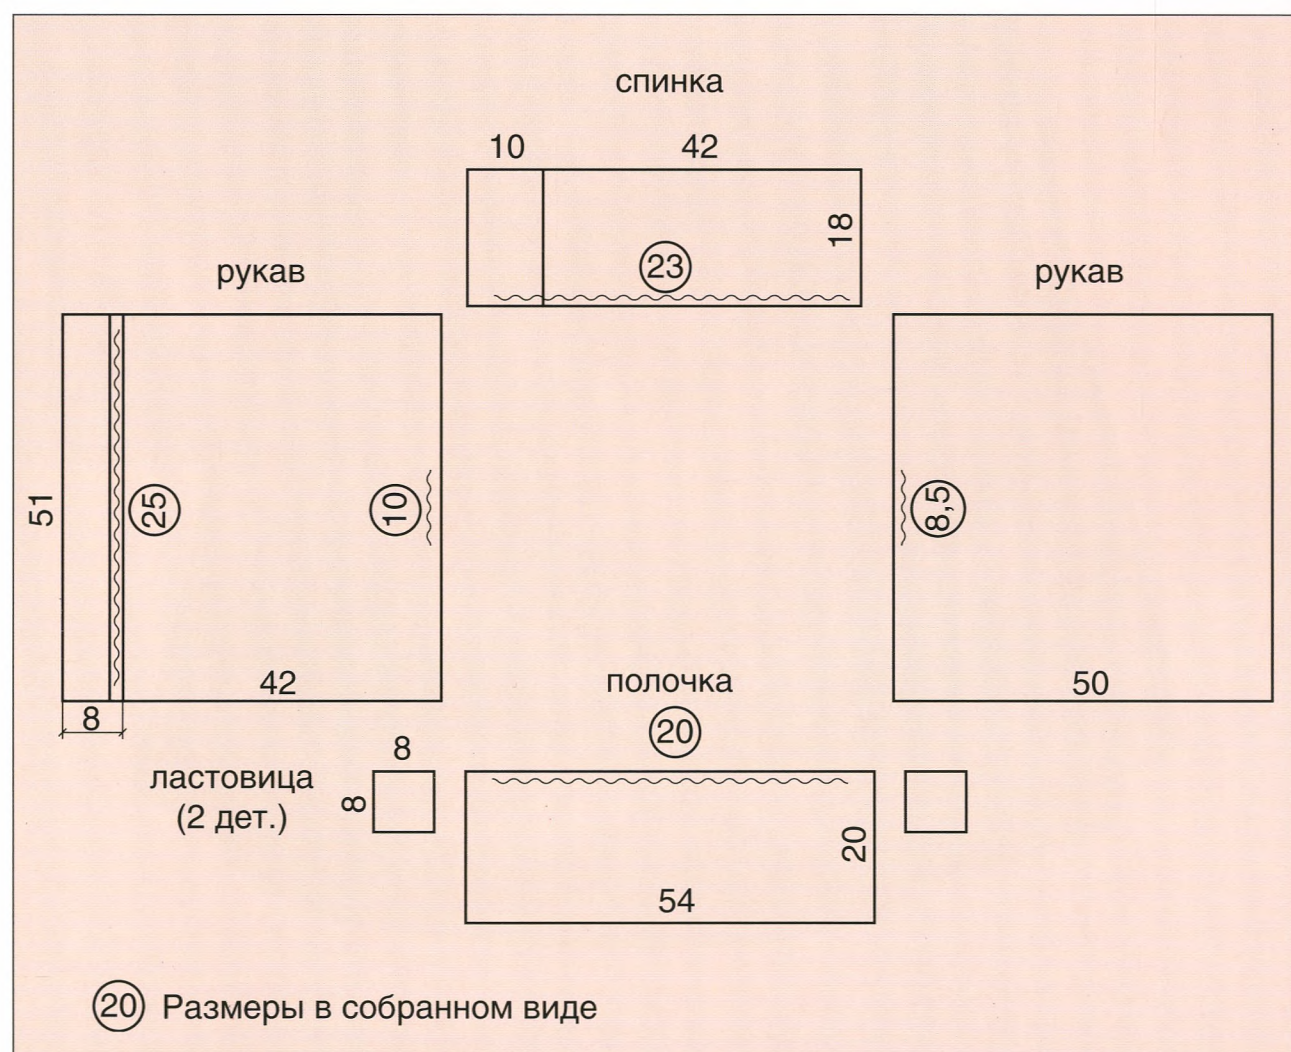 спинка
10
42
18
23
рукав
рукав
51
25
10
8,5
42
50
8
полочка
20
ластовица
(2 дет.)
8
8
20
54
20 Размеры в собранном виде